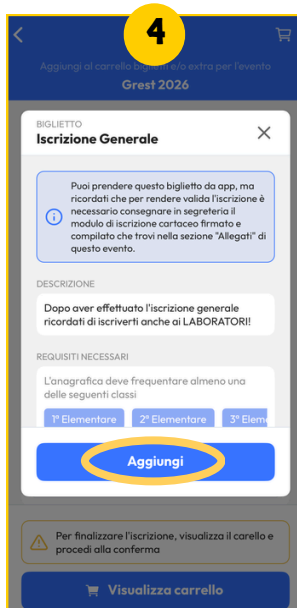 4
Aggiungi al carrello biglietti e/o extra per l'evento
Grest 2026
BIGLIETTO
Iscrizione Generale
Puoi prendere questo biglietto da app, ma
ricordati che per rendere valida l'iscrizione è
necessario consegnare in segreteria il
modulo di iscrizione cartaceo firmato e
compilato che trovi nella sezione "Allegati" di
questo evento.
DESCRIZIONE
Dopo aver effettuato l'iscrizione generale
ricordati di iscriverti anche ai LABORATORI!
REQUISITI NECESSARI
L'anagrafica deve frequentare almeno una
delle seguenti classi
1ª Elementare 2ª Elementare 3ª Eleme
Aggiungi
Per finalizzare l'iscrizione, visualizza il carello e
procedi alla conferma
Visualizza carrello